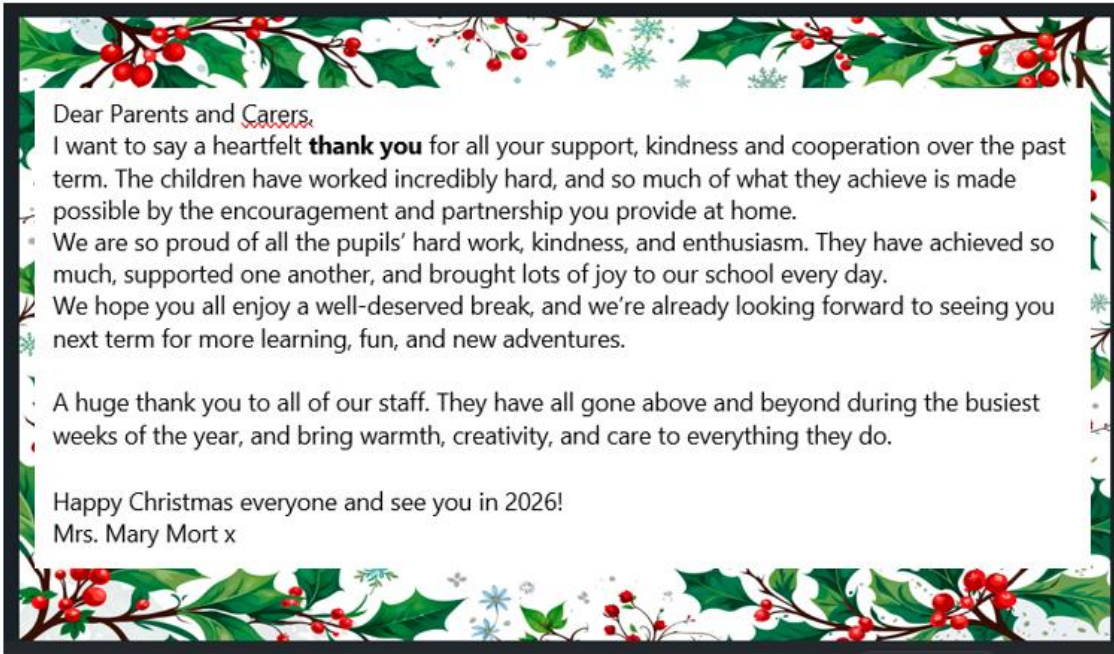 Dear Parents and Carers,
I want to say a heartfelt thank you for all your support, kindness and cooperation over the past
term. The children have worked incredibly hard, and so much of what they achieve is made
possible by the encouragement and partnership you provide at home.
We are so proud of all the pupils’ hard work, kindness, and enthusiasm. They have achieved so
much, supported one another, and brought lots of joy to our school every day.
We hope you all enjoy a well-deserved break, and we’re already looking forward to seeing you
next term for more learning, fun, and new adventures.
A huge thank you to all of our staff. They have all gone above and beyond during the busiest
weeks of the year, and bring warmth, creativity, and care to everything they do.
Happy Christmas everyone and see you in 2026!
Mrs. Mary Mort x